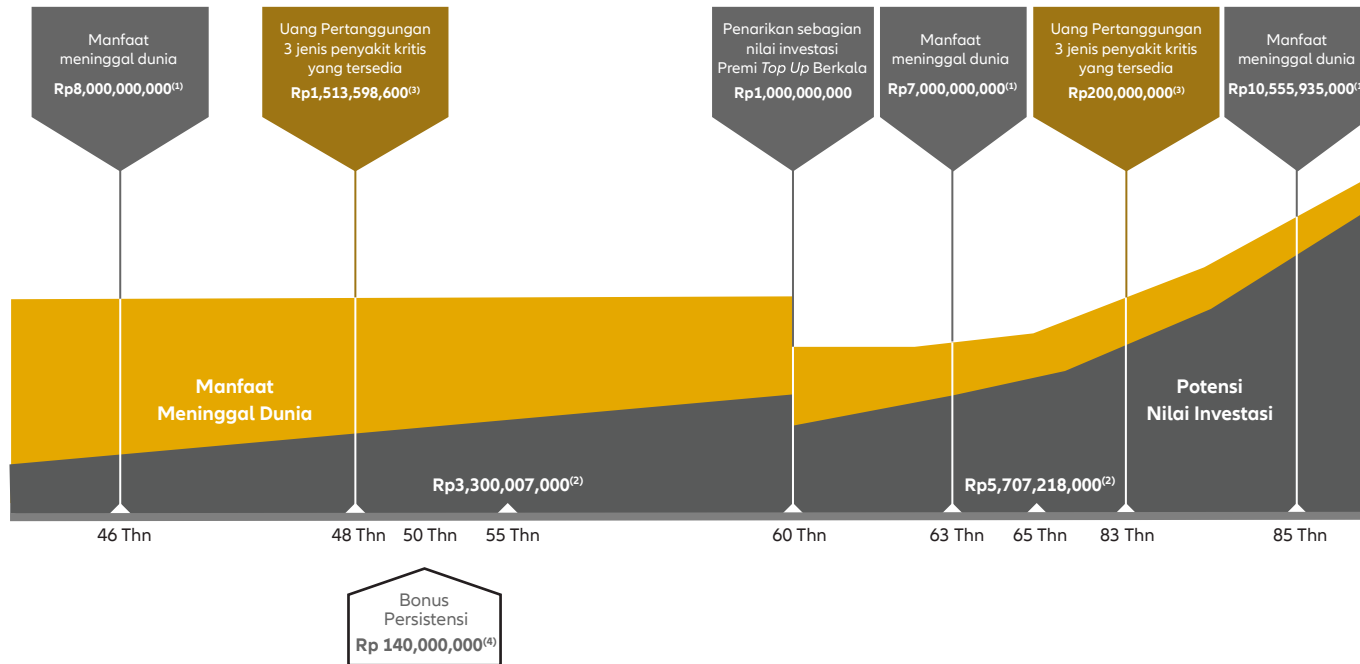 Manfaat
meninggal dunia
Rp8,000,000,000(1)
Uang Pertanggungan
3 jenis penyakit kritis
yang tersedia
Rp1,513,598,600(3)
Penarikan sebagian
nilai investasi
Premi Top Up Berkala
Rp1,000,000,000
Manfaat
meninggal dunia
Rp7,000,000,000(1)
Uang Pertanggungan
3 jenis penyakit kritis
yang tersedia
Rp200,000,000(3)
Manfaat
meninggal dunia
Rp10,555,935,000(1
Manfaat
Meninggal Dunia
Potensi
Nilai Investasi
Rp3,300,007,000(2)
Rp5,707,218,000(2)
46 Thn
48 Thn
50 Thn
55 Thn
60 Thn
63 Thn
65 Thn
83 Thn
85 Thn
Bonus
Persistensi
Rp 140,000,000(4)